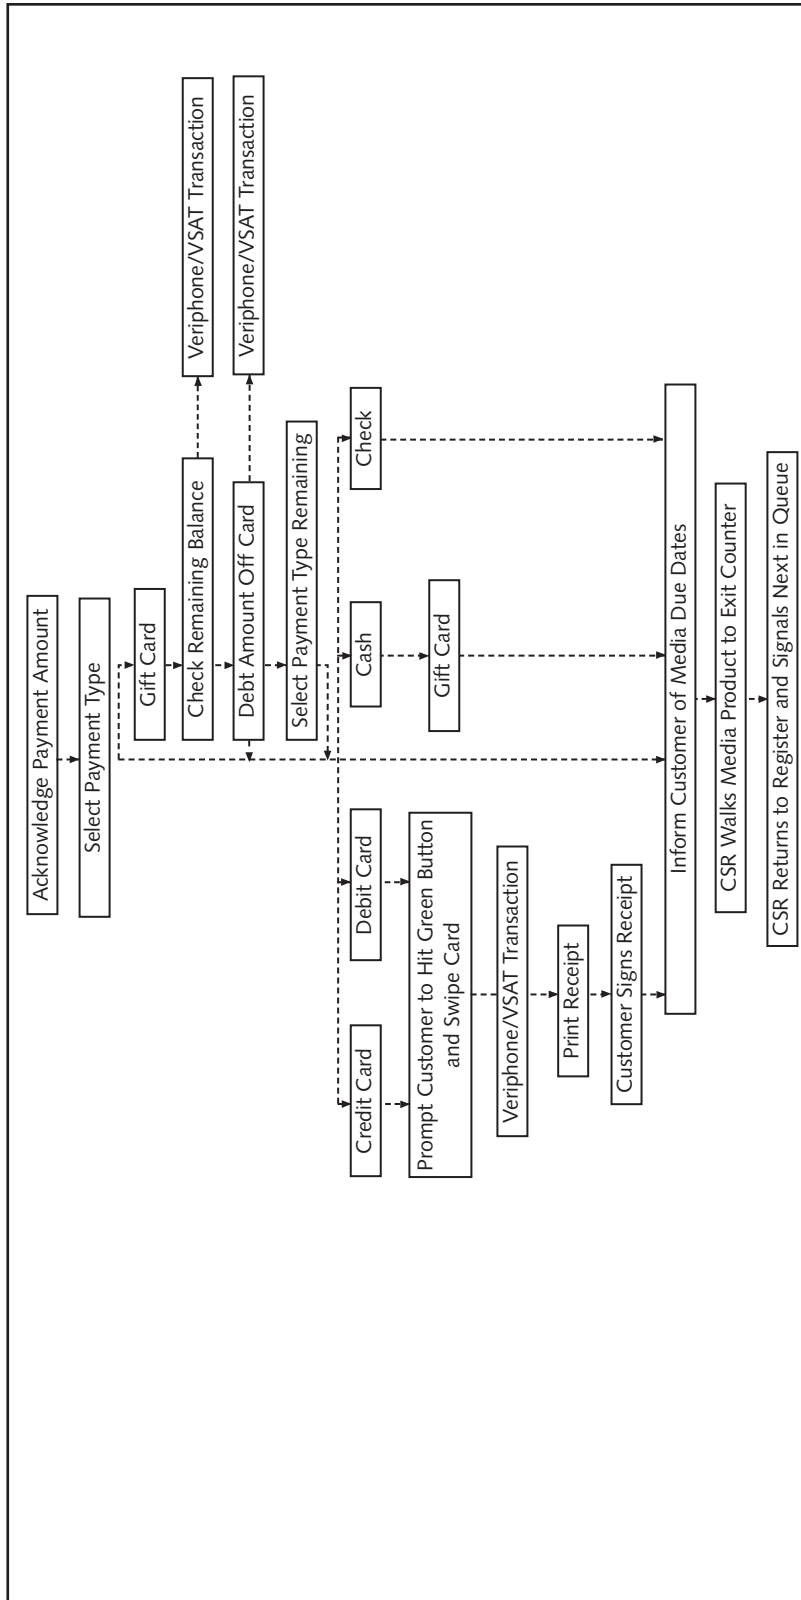 Acknowledge Payment Amount
Select Payment Type
Gift Card
Check Remaining Balance
Veriphone/VSAT Transaction
Debt Amount Off Card
Veriphone/VSAT Transaction
Select Payment Type Remaining
Credit Card
Debit Card
Cash
Check
Prompt Customer to Hit Green Button
and Swipe Card
Gift Card
Veriphone/VSAT Transaction
Print Receipt
Customer Signs Receipt
Inform Customer of Media Due Dates
CSR Walks Media Product to Exit Counter
CSR Returns to Register and Signals Next in Queue